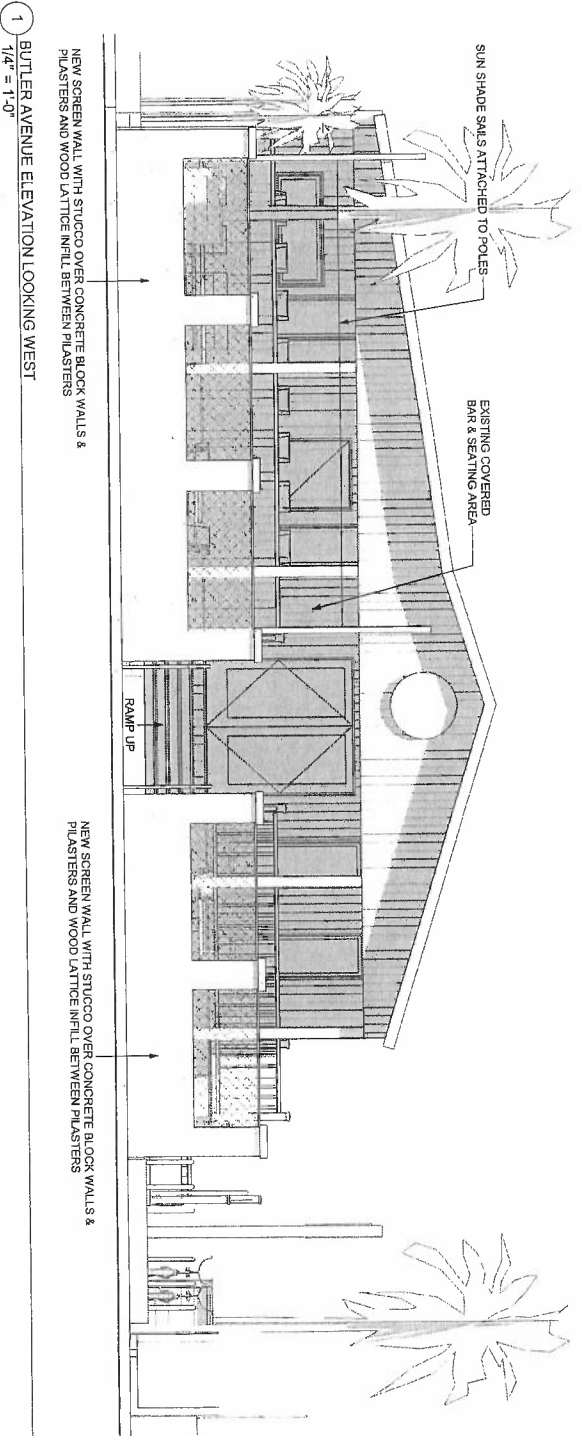 SUN SHADE SAILS ATTACHED TO POLES
EXISTING COVERED
BAR & SEATING AREA
RAMP UP
NEW SCREEN WALL WITH STUCCO OVER CONCRETE BLOCK WALLS &
PILASTERS AND WOOD LATTICE INFILL BETWEEN PILASTERS
NEW SCREEN WALL WITH STUCCO OVER CONCRETE BLOCK WALLS &
PILASTERS AND WOOD LATTICE INFILL BETWEEN PILASTERS
1
BUTLER AVENUE ELEVATION LOOKING WEST
1/4" = 1'-0"